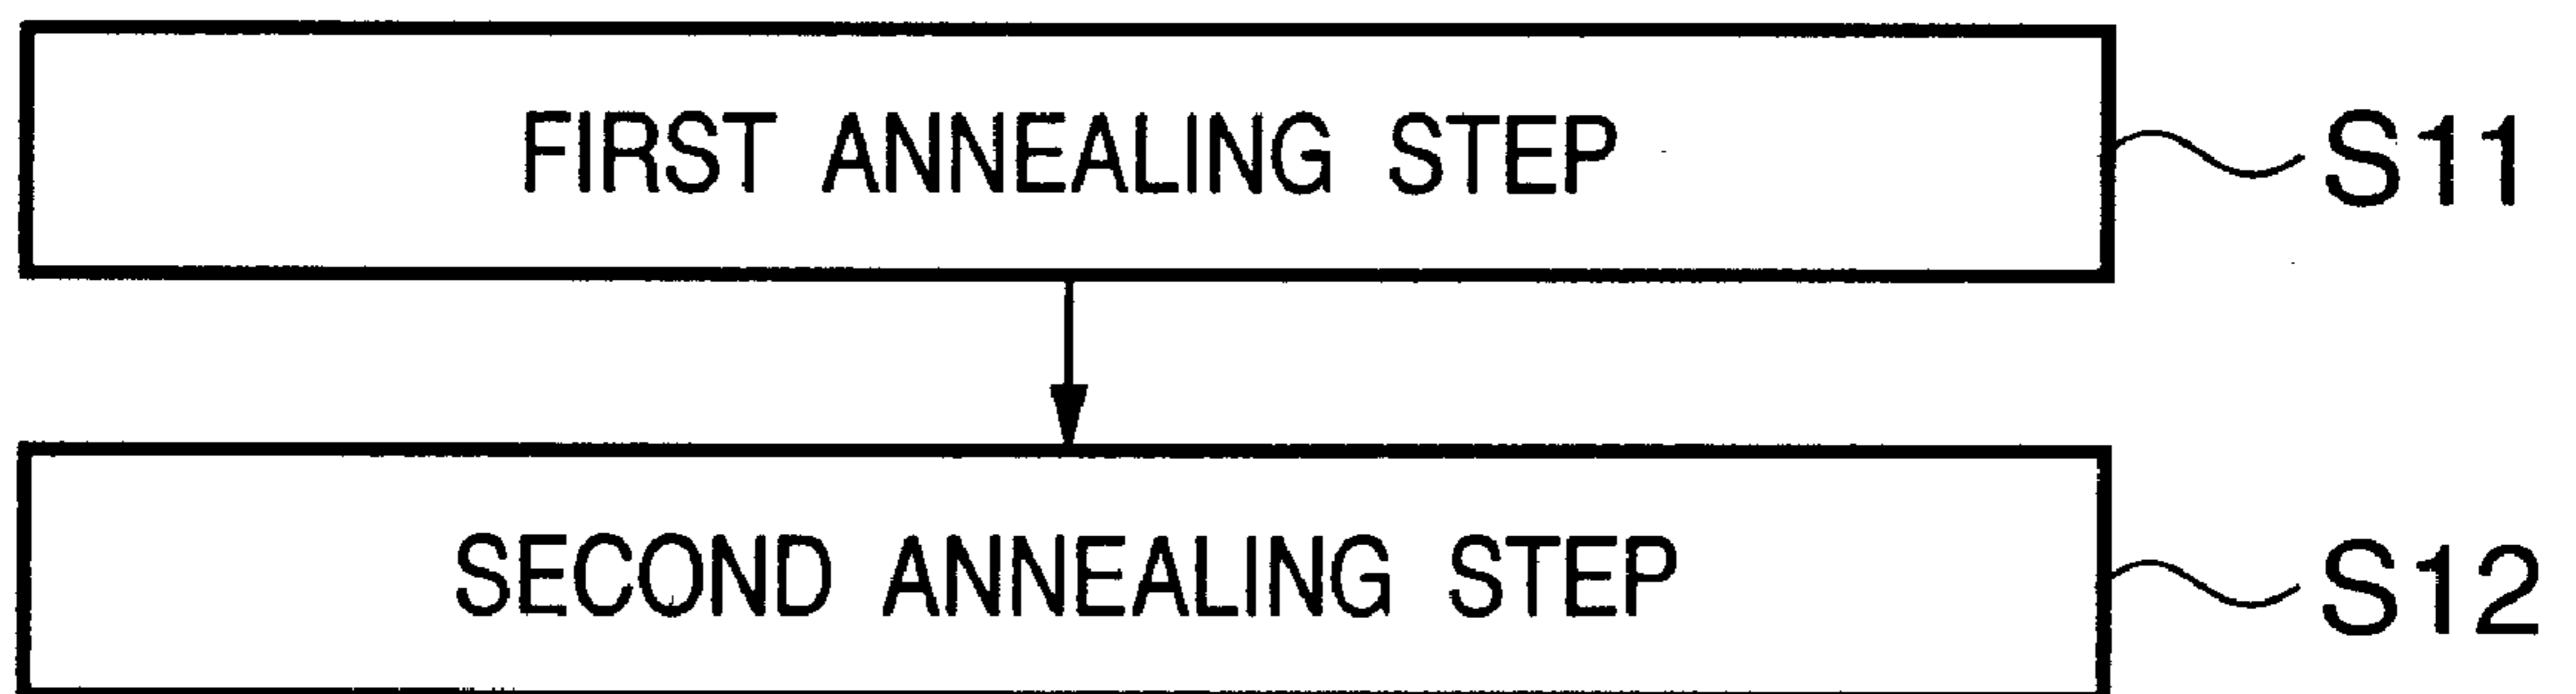 FIRST ANNEALING STEP
S11
SECOND ANNEALING STEP
S12